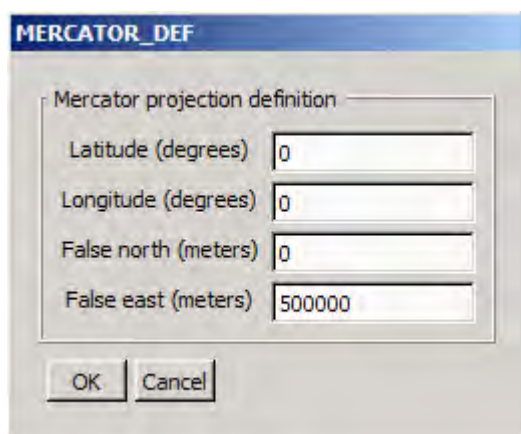 MERCATOR_DEF
Mercator projection definition
Latitude (degrees) 0
Longitude (degrees) 0
False north (meters) 0
False east (meters) 500000
OK Cancel